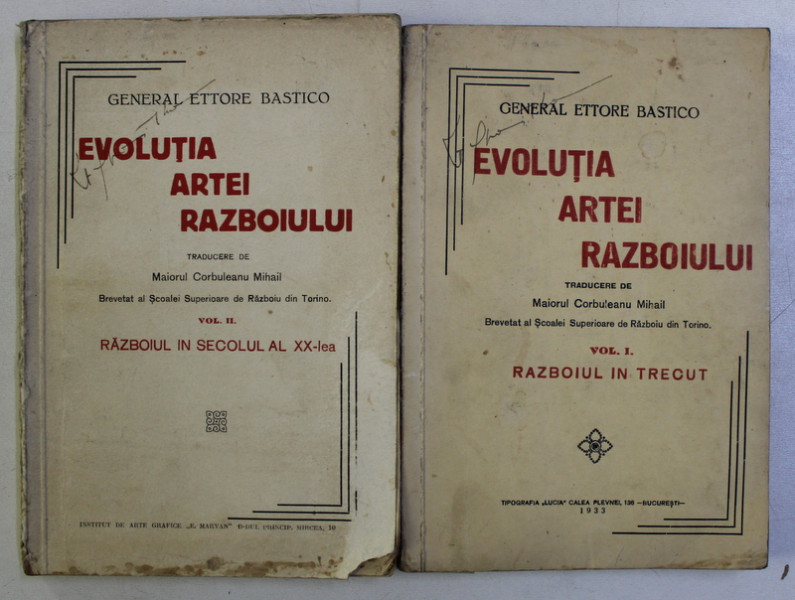 GENERAL ETTORE BASTICO
EVOLUȚIA
ARTEI
RAZBOIULUI
TRADUCERE DE
Maiorul Corbuleanu Mihail
Brevetat al Școalei Superioare de Război din Torino.
VOL. II.
RĂZBOIUL IN SECOLUL AL XX-lea
INSTITUT DE ARTE GRAFICE „E. MARVAN" B-DUL PRINCIP. MIRCEA, 10
GENERAL ETTORE BASTICO
EVOLUȚIA
ARTEI
RAZBOIULUI
TRADUCERE DE
Maiorul Corbuleanu Mihail
Brevetat al Școalei Superioare de Război din Torino.
VOL. I.
RAZBOIUL IN TRECUT
TIPOGRAFIA „LUCIA" CALEA PLEVNEI, 136 —BUCUREȘTI—
1933